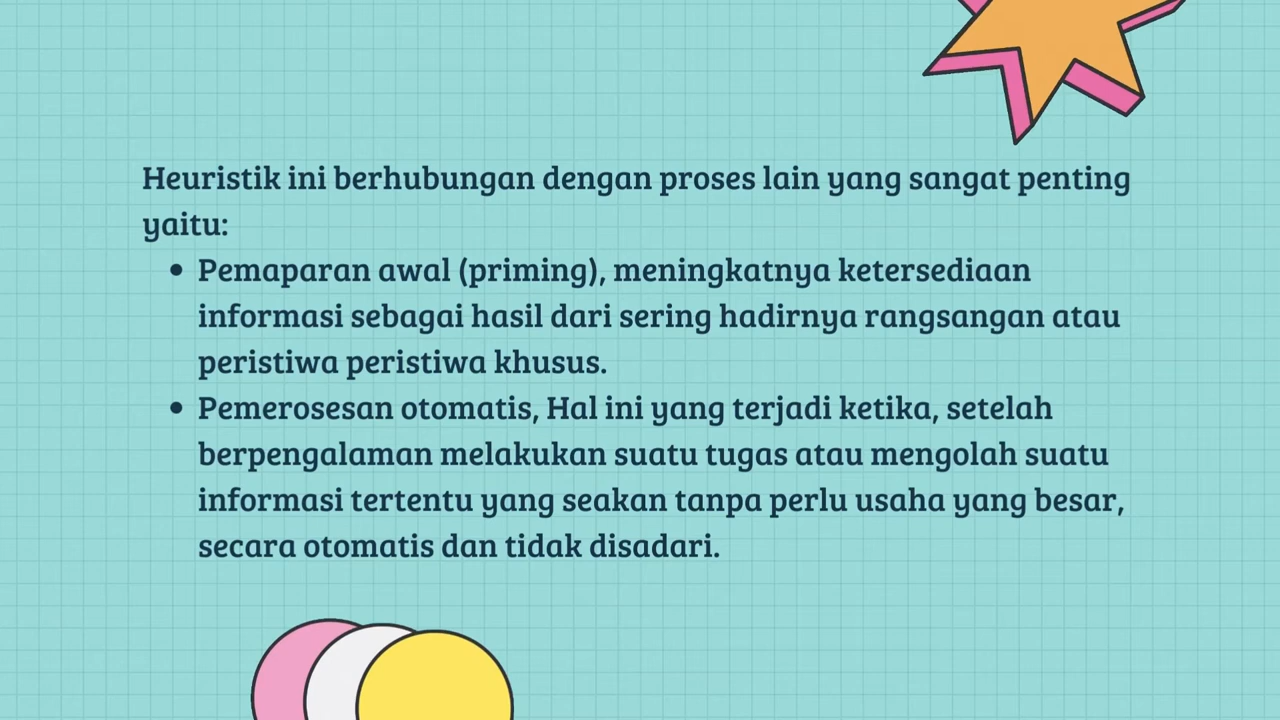 Heuristik ini berhubungan dengan proses lain yang sangat penting
yaitu:
• Pemaparan awal (priming), meningkatnya ketersediaan
informasi sebagai hasil dari sering hadirnya rangsangan atau
peristiwa peristiwa khusus.
• Pemerosesan otomatis, Hal ini yang terjadi ketika, setelah
berpengalaman melakukan suatu tugas atau mengolah suatu
informasi tertentu yang seakan tanpa perlu usaha yang besar,
secara otomatis dan tidak disadari.